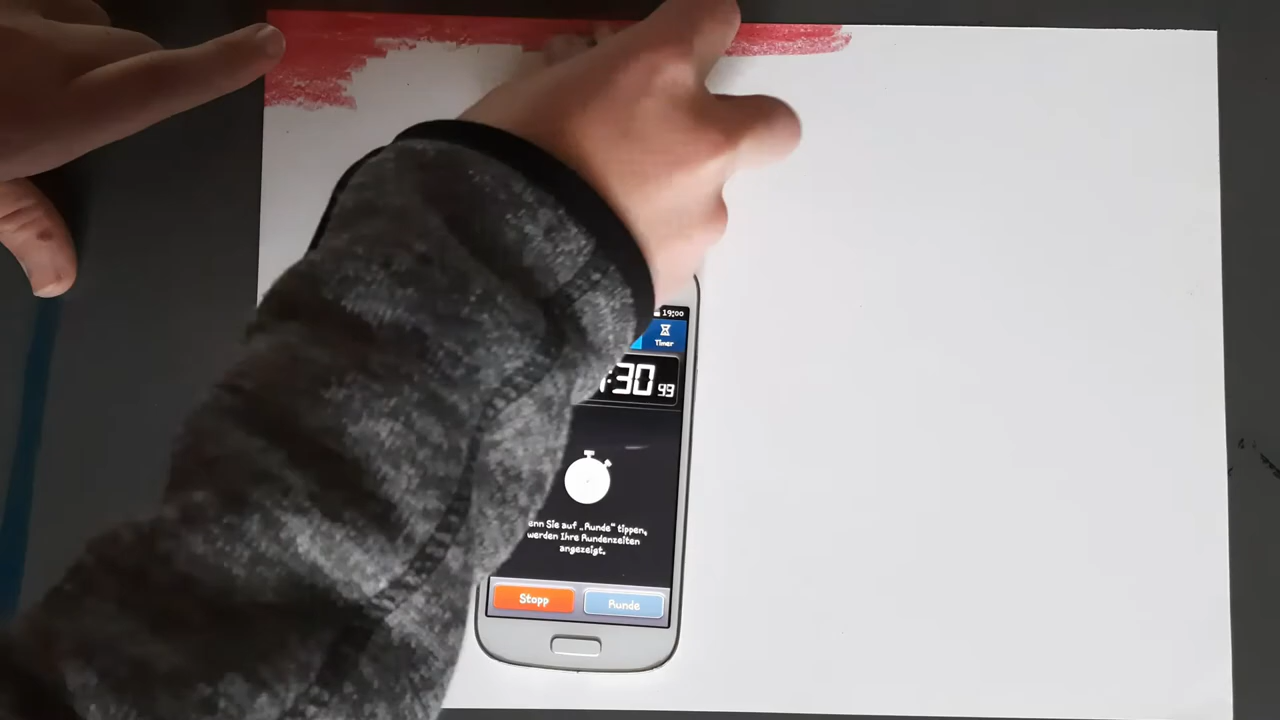 19:00
Timer
:30 99
enn Sie auf „Runde" tippen,
werden Ihre Rundenzeiten
angezeigt.
Stopp
Runde